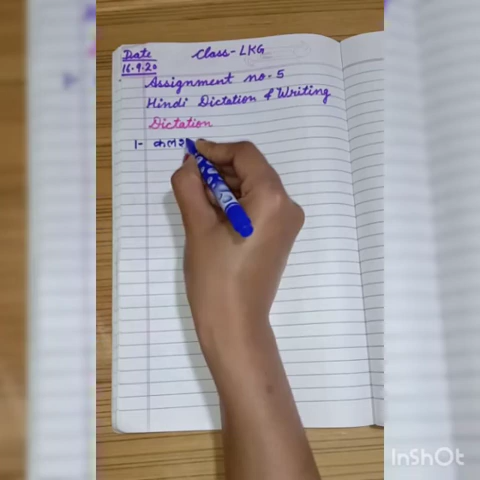 Date
16.9.20
Class-LKG
Assignment no-5
Hindi Dictation & Writing
Dictation
1-
InShOt